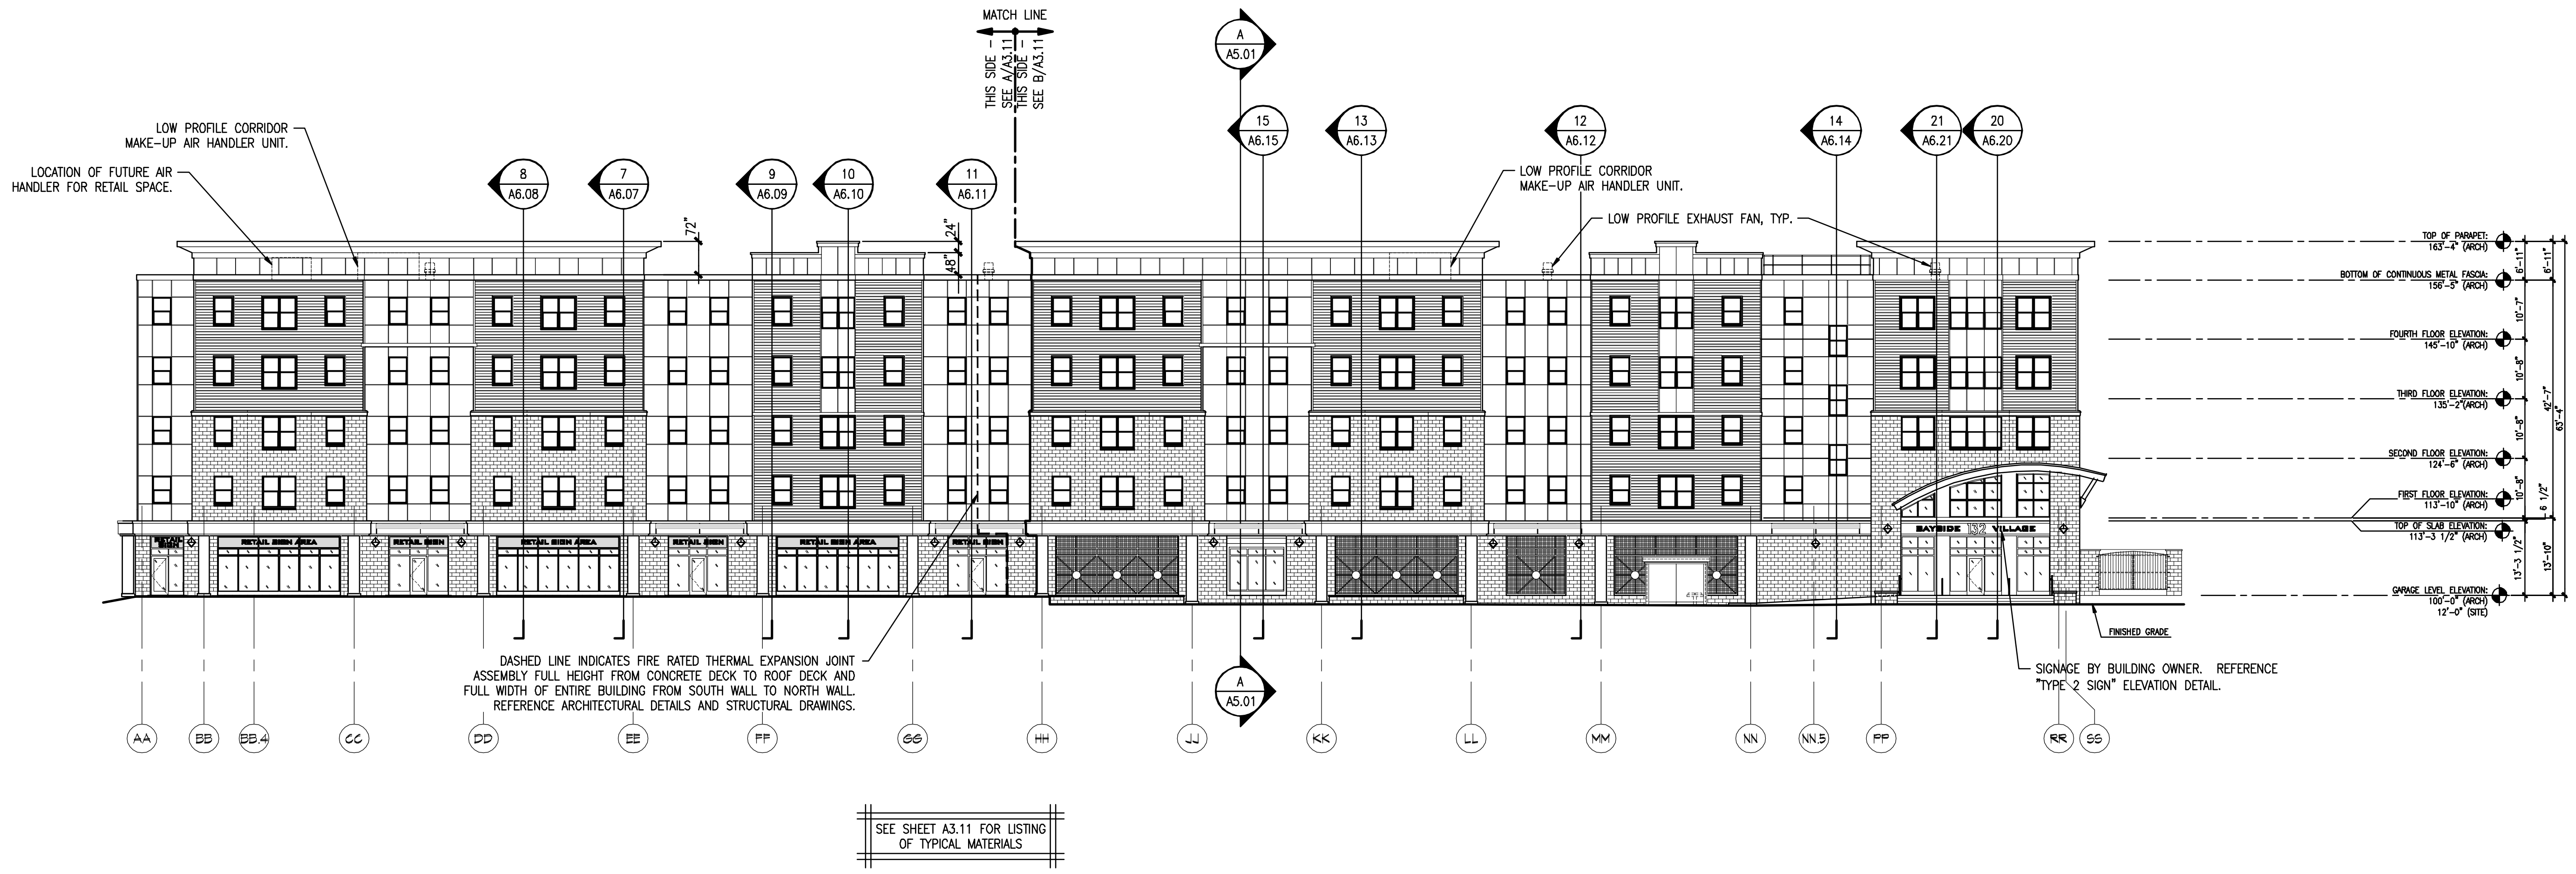 MATCH LINE
THIS SIDE -
SEE A/A3.11
THIS SIDE -
SEE B/A3.11
A
A5.01
LOW PROFILE CORRIDOR
MAKE-UP AIR HANDLER UNIT.
LOCATION OF FUTURE AIR
HANDLER FOR RETAIL SPACE.
8
A6.08
7
A6.07
9
A6.09
10
A6.10
11
A6.11
15
A6.15
13
A6.13
12
A6.12
14
A6.14
21
A6.21
20
A6.20
LOW PROFILE CORRIDOR
MAKE-UP AIR HANDLER UNIT.
LOW PROFILE EXHAUST FAN, TYP.
72"
24"
48"
TOP OF PARAPET:
163'-4" (ARCH)
BOTTOM OF CONTINUOUS METAL FASCIA:
156'-5" (ARCH)
FOURTH FLOOR ELEVATION:
145'-10" (ARCH)
THIRD FLOOR ELEVATION:
135'-2"(ARCH)
SECOND FLOOR ELEVATION:
124'-6" (ARCH)
FIRST FLOOR ELEVATION:
113'-10" (ARCH)
TOP OF SLAB ELEVATION:
113'-3 1/2" (ARCH)
GARAGE LEVEL ELEVATION:
100'-0" (ARCH)
12'-0" (SITE)
6'-11"
6'-11"
10'-7"
10'-8"
10'-8"
10'-8"
6 1/2"
13'-3 1/2"
42'-7"
13'-10"
63'-4"
RETAIL
SIGN
RETAIL SIGN AREA
RETAIL SIGN
RETAIL SIGN AREA
RETAIL SIGN
RETAIL SIGN AREA
RETAIL SIGN
BAYSIDE 132 VILLAGE
FINISHED GRADE
DASHED LINE INDICATES FIRE RATED THERMAL EXPANSION JOINT
ASSEMBLY FULL HEIGHT FROM CONCRETE DECK TO ROOF DECK AND
FULL WIDTH OF ENTIRE BUILDING FROM SOUTH WALL TO NORTH WALL.
REFERENCE ARCHITECTURAL DETAILS AND STRUCTURAL DRAWINGS.
A
A5.01
SIGNAGE BY BUILDING OWNER. REFERENCE
"TYPE 2 SIGN" ELEVATION DETAIL.
AA
BB
BB.4
CC
DD
EE
FF
GG
HH
JJ
KK
LL
MM
NN
NN.5
PP
RR
SS
SEE SHEET A3.11 FOR LISTING
OF TYPICAL MATERIALS